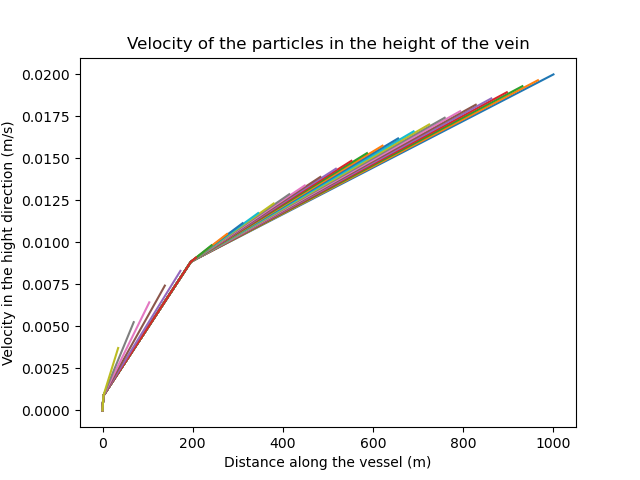 Velocity of the particles in the height of the vein
Velocity in the hight direction (m/s)
0.0200
0.0175
0.0150
0.0125
0.0100
0.0075
0.0050
0.0025
0.0000
0 200 400 600 800 1000
Distance along the vessel (m)